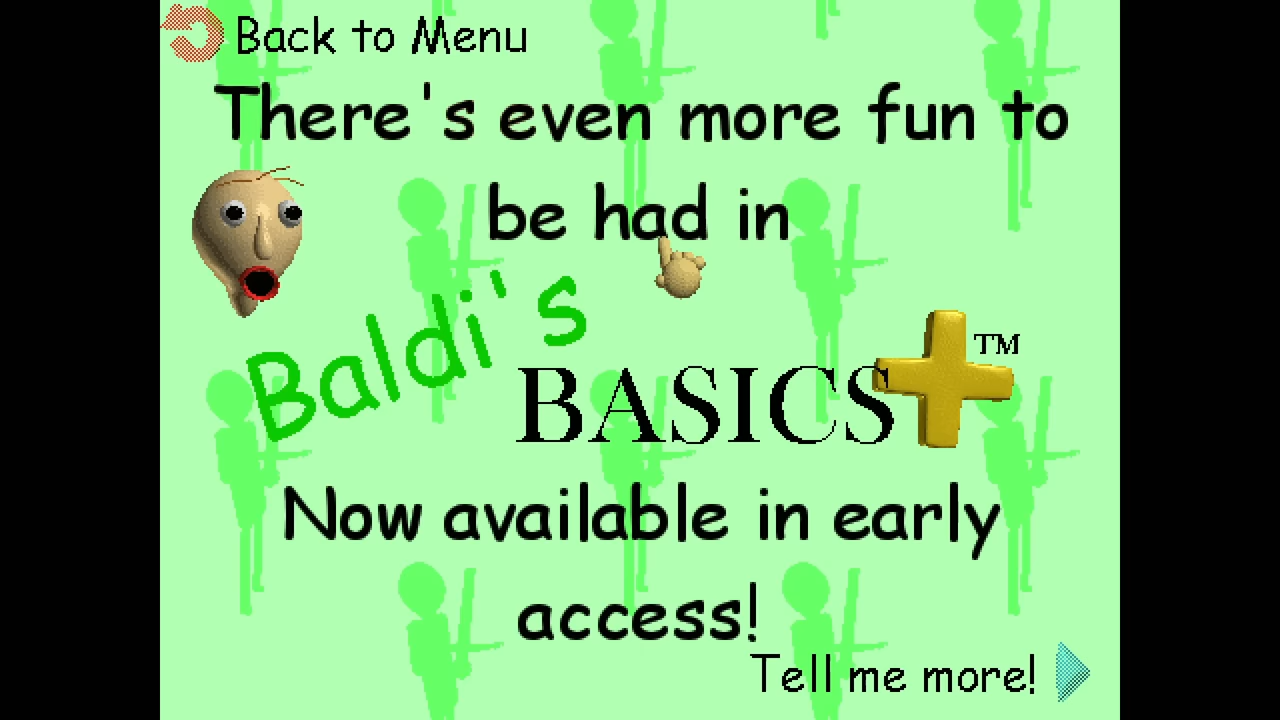 Back to Menu
There's even more fun to
be had in
Baldi's
BASICS+™
Now available in early
access!
Tell me more!